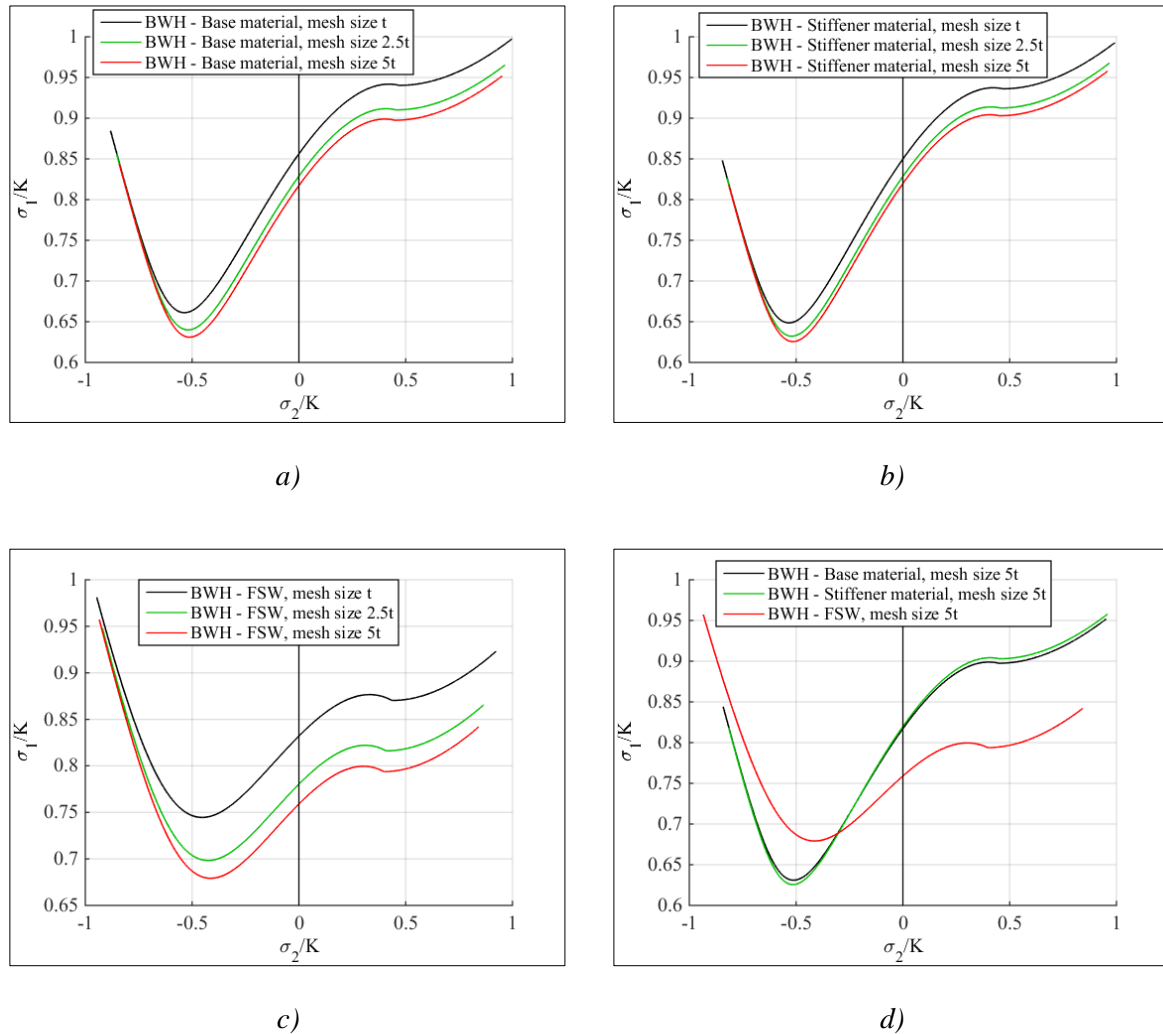 BWH - Base material, mesh size t
BWH - Base material, mesh size 2.5t
BWH - Base material, mesh size 5t
1
0.95
0.9
0.85
0.8
0.75
0.7
0.65
0.6
σ1/K
-1 -0.5 0 0.5 1
σ2/K
a)
BWH - Stiffener material, mesh size t
BWH - Stiffener material, mesh size 2.5t
BWH - Stiffener material, mesh size 5t
1
0.95
0.9
0.85
0.8
0.75
0.7
0.65
0.6
σ1/K
-1 -0.5 0 0.5 1
σ2/K
b)
BWH - FSW, mesh size t
BWH - FSW, mesh size 2.5t
BWH - FSW, mesh size 5t
1
0.95
0.9
0.85
0.8
0.75
0.7
0.65
σ1/K
-1 -0.5 0 0.5 1
σ2/K
c)
BWH - Base material, mesh size 5t
BWH - Stiffener material, mesh size 5t
BWH - FSW, mesh size 5t
1
0.95
0.9
0.85
0.8
0.75
0.7
0.65
0.6
σ1/K
-1 -0.5 0 0.5 1
σ2/K
d)